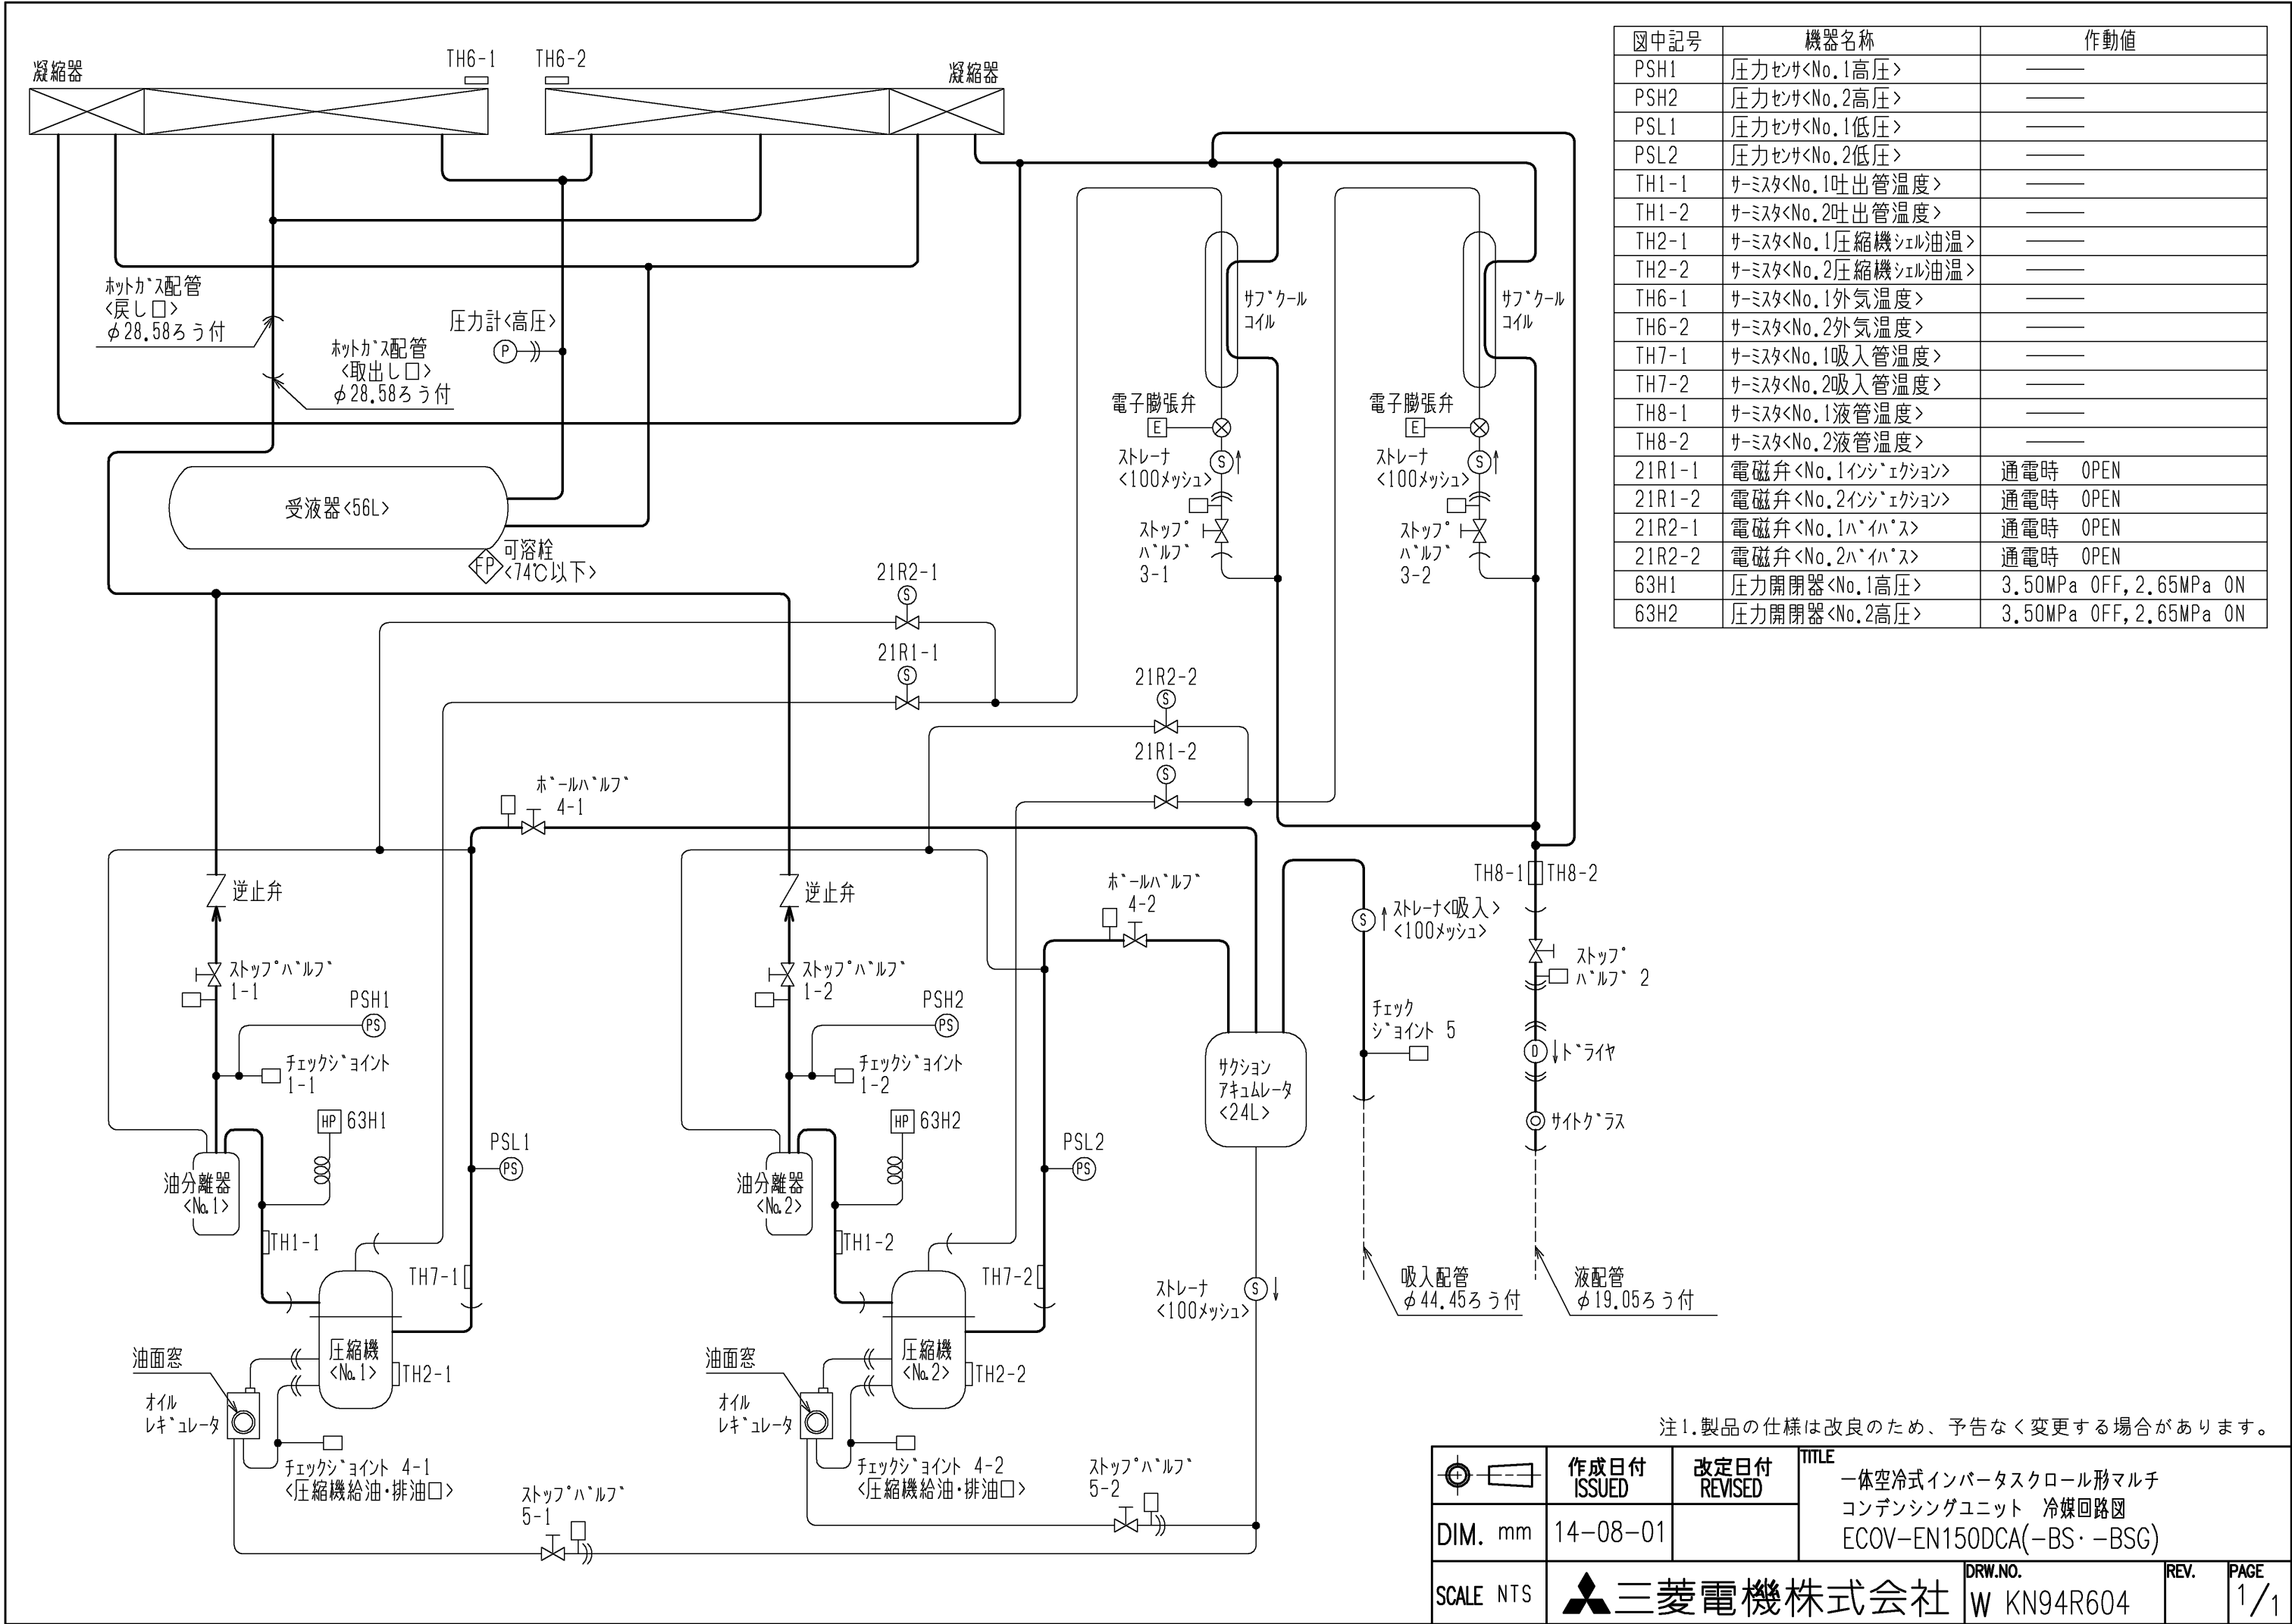 凝縮器
TH6-1
TH6-2
凝縮器
図中記号 機器名称 作動値
PSH1 圧力センサ<No.1高圧> ───
PSH2 圧力センサ<No.2高圧> ───
PSL1 圧力センサ<No.1低圧> ───
PSL2 圧力センサ<No.2低圧> ───
TH1-1 サーミスタ<No.1吐出管温度> ───
TH1-2 サーミスタ<No.2吐出管温度> ───
TH2-1 サーミスタ<No.1圧縮機シェル油温> ───
TH2-2 サーミスタ<No.2圧縮機シェル油温> ───
TH6-1 サーミスタ<No.1外気温度> ───
TH6-2 サーミスタ<No.2外気温度> ───
TH7-1 サーミスタ<No.1吸入管温度> ───
TH7-2 サーミスタ<No.2吸入管温度> ───
TH8-1 サーミスタ<No.1液管温度> ───
TH8-2 サーミスタ<No.2液管温度> ───
21R1-1 電磁弁<No.1インジェクション> 通電時 OPEN
21R1-2 電磁弁<No.2インジェクション> 通電時 OPEN
21R2-1 電磁弁<No.1バイパス> 通電時 OPEN
21R2-2 電磁弁<No.2バイパス> 通電時 OPEN
63H1 圧力開閉器<No.1高圧> 3.50MPa OFF,2.65MPa ON
63H2 圧力開閉器<No.2高圧> 3.50MPa OFF,2.65MPa ON
ホットガス配管
<戻し口>
φ28.58ろう付
ホットガス配管
<取出し口>
φ28.58ろう付
圧力計<高圧>
P
サブクール
コイル
サブクール
コイル
電子膨張弁
E
ストレーナ
<100メッシュ>
S
ストップ
バルブ
3-1
電子膨張弁
E
ストレーナ
<100メッシュ>
S
ストップ
バルブ
3-2
受液器<56L>
FP
可溶栓
<74℃以下>
21R2-1
S
21R1-1
S
21R2-2
S
21R1-2
S
ボールバルブ
4-1
逆止弁
逆止弁
ボールバルブ
4-2
TH8-1
TH8-2
S
ストレーナ<吸入>
<100メッシュ>
ストップバルブ
1-1
PSH1
PS
ストップバルブ
1-2
PSH2
PS
ストップ
バルブ 2
チェック
ジョイント 5
チェックジョイント
1-1
チェックジョイント
1-2
D
ドライヤ
サクション
アキュムレータ
<24L>
サイトグラス
HP
63H1
HP
63H2
PSL1
PS
PSL2
PS
油分離器
<No.1>
油分離器
<No.2>
TH1-1
TH1-2
TH7-1
TH7-2
ストレーナ
<100メッシュ>
S
吸入配管
φ44.45ろう付
液配管
φ19.05ろう付
圧縮機
<No.1>
TH2-1
圧縮機
<No.2>
TH2-2
油面窓
オイル
レギュレータ
油面窓
オイル
レギュレータ
チェックジョイント 4-1
<圧縮機給油・排油口>
チェックジョイント 4-2
<圧縮機給油・排油口>
ストップバルブ
5-1
ストップバルブ
5-2
注1.製品の仕様は改良のため、予告なく変更する場合があります。
作成日付
ISSUED
改定日付
REVISED
TITLE
一体空冷式インバータスクロール形マルチ
コンデンシングユニット 冷媒回路図
ECOV-EN150DCA(-BS・-BSG)
DIM. mm
14-08-01
SCALE NTS
三菱電機株式会社
DRW.NO.
W KN94R604
REV.
PAGE
1/1